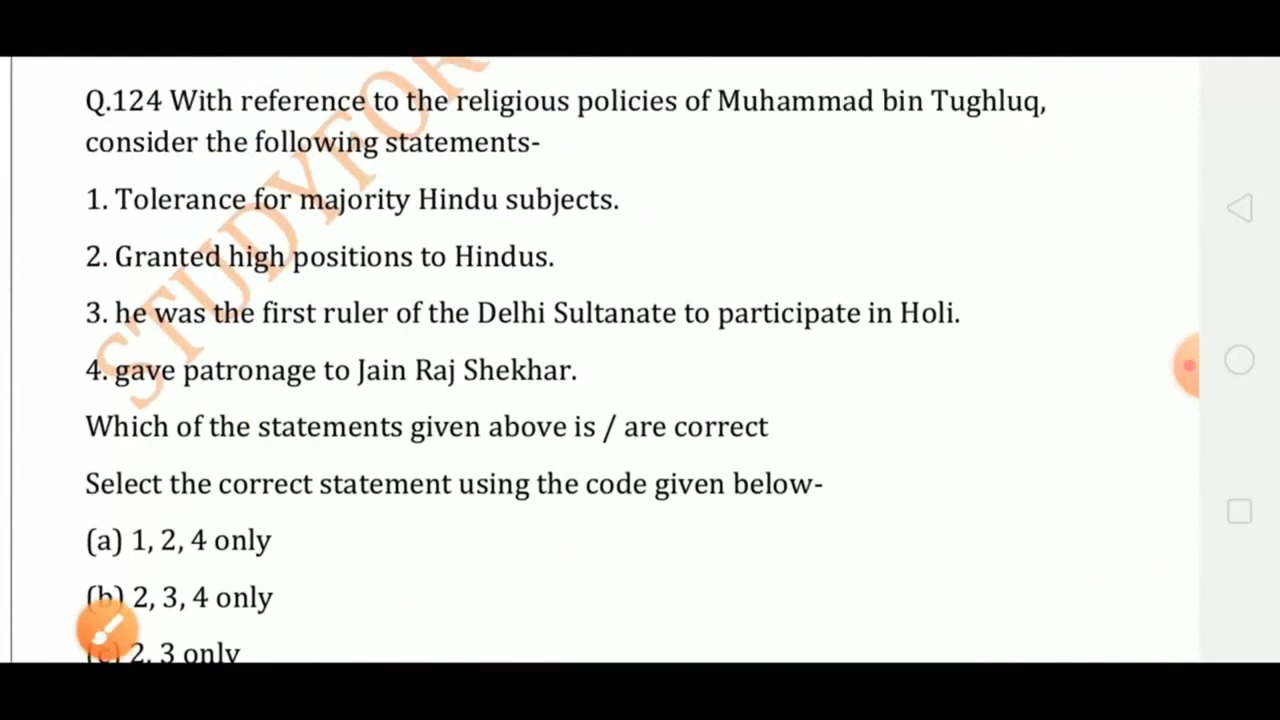 Q.124 With reference to the religious policies of Muhammad bin Tughluq,
consider the following statements-
1. Tolerance for majority Hindu subjects.
2. Granted high positions to Hindus.
3. he was the first ruler of the Delhi Sultanate to participate in Holi.
4. gave patronage to Jain Raj Shekhar.
Which of the statements given above is / are correct
Select the correct statement using the code given below-
(a) 1, 2, 4 only
(b) 2, 3, 4 only
(c) 2, 3 only
STUDYFOR